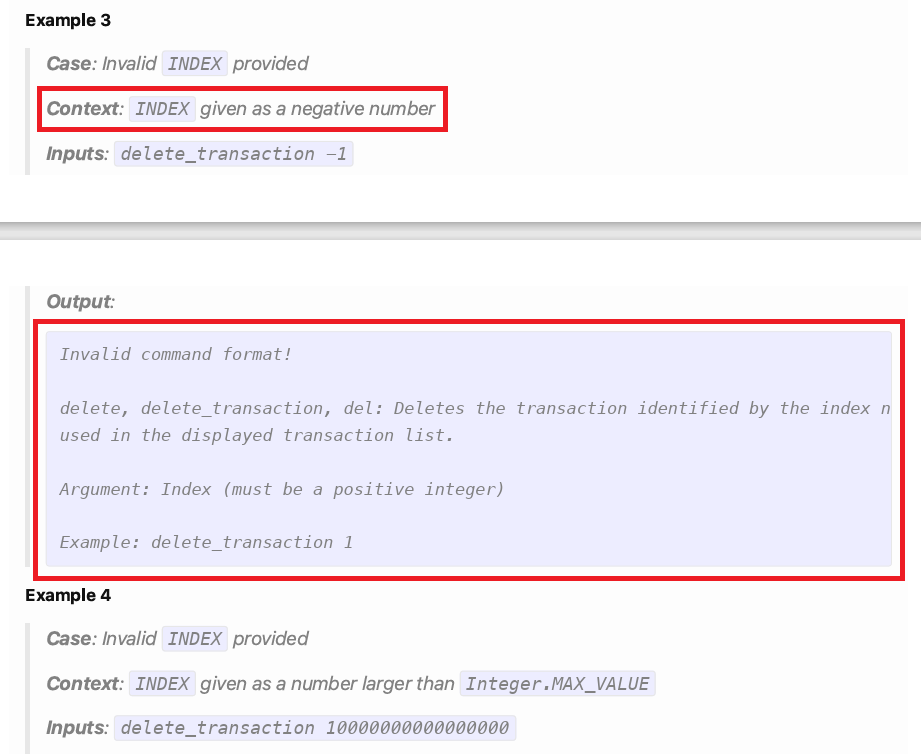 Example 3
Case: Invalid INDEX provided
Context: INDEX given as a negative number
Inputs: delete_transaction −1
Output:
Invalid command format!
delete, delete_transaction, del: Deletes the transaction identified by the index n
used in the displayed transaction list.
Argument: Index (must be a positive integer)
Example: delete_transaction 1
Example 4
Case: Invalid INDEX provided
Context: INDEX given as a number larger than Integer.MAX_VALUE
Inputs: delete_transaction 10000000000000000